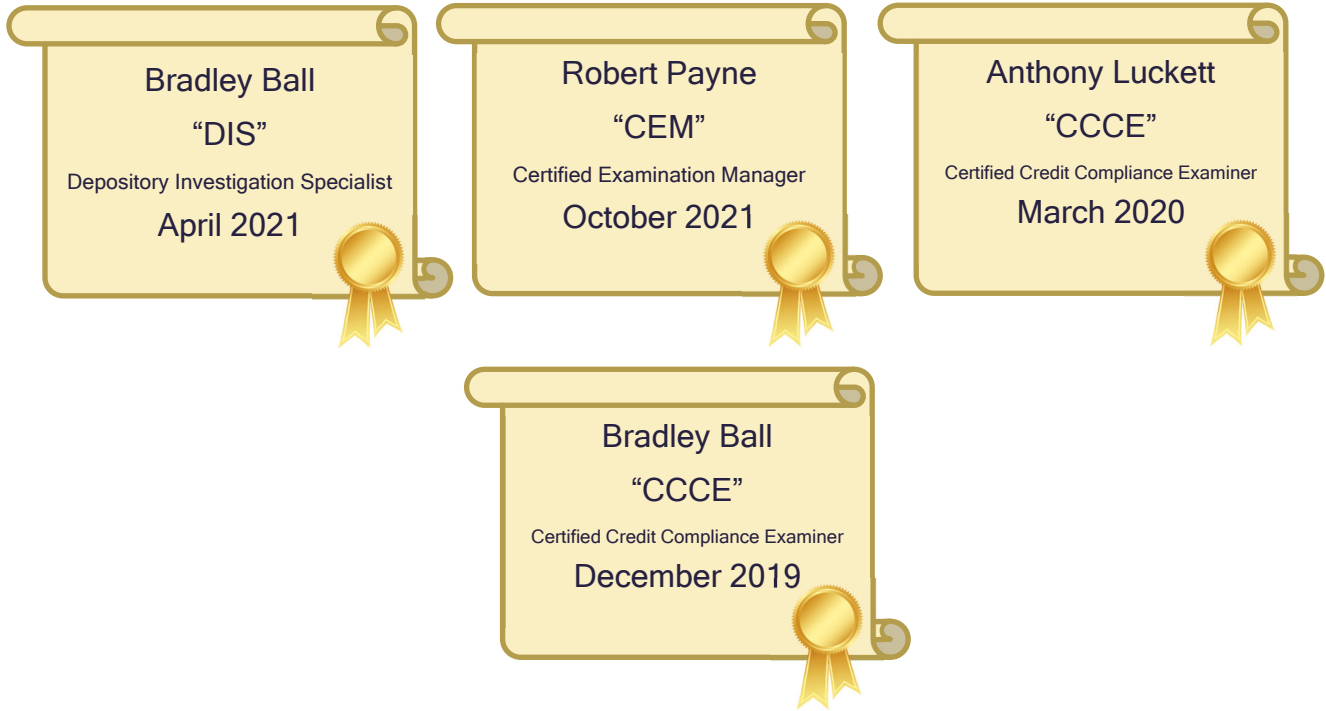 Bradley Ball
“DIS”
Depository Investigation Specialist
April 2021
Robert Payne
“CEM”
Certified Examination Manager
October 2021
Anthony Luckett
“CCCE”
Certified Credit Compliance Examiner
March 2020
Bradley Ball
“CCCE”
Certified Credit Compliance Examiner
December 2019